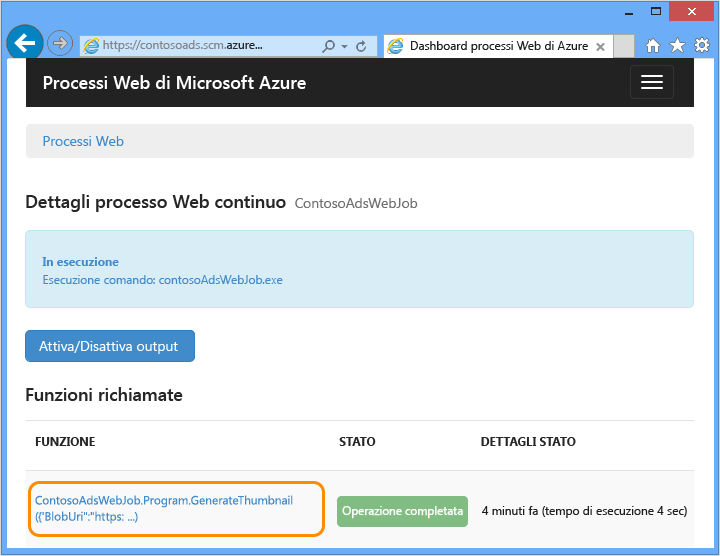 https://contosoads.scm.azure...
Dashboard processi Web di Azure
Processi Web di Microsoft Azure
Processi Web
Dettagli processo Web continuo ContosoAdsWebJob
In esecuzione
Esecuzione comando: contosoAdsWebJob.exe
Attiva/Disattiva output
Funzioni richiamate
FUNZIONE STATO DETTAGLI STATO
ContosoAdsWebJob.Program.GenerateThumbnail
({"BlobUri":"https: ...) Operazione completata 4 minuti fa (tempo di esecuzione 4 sec)